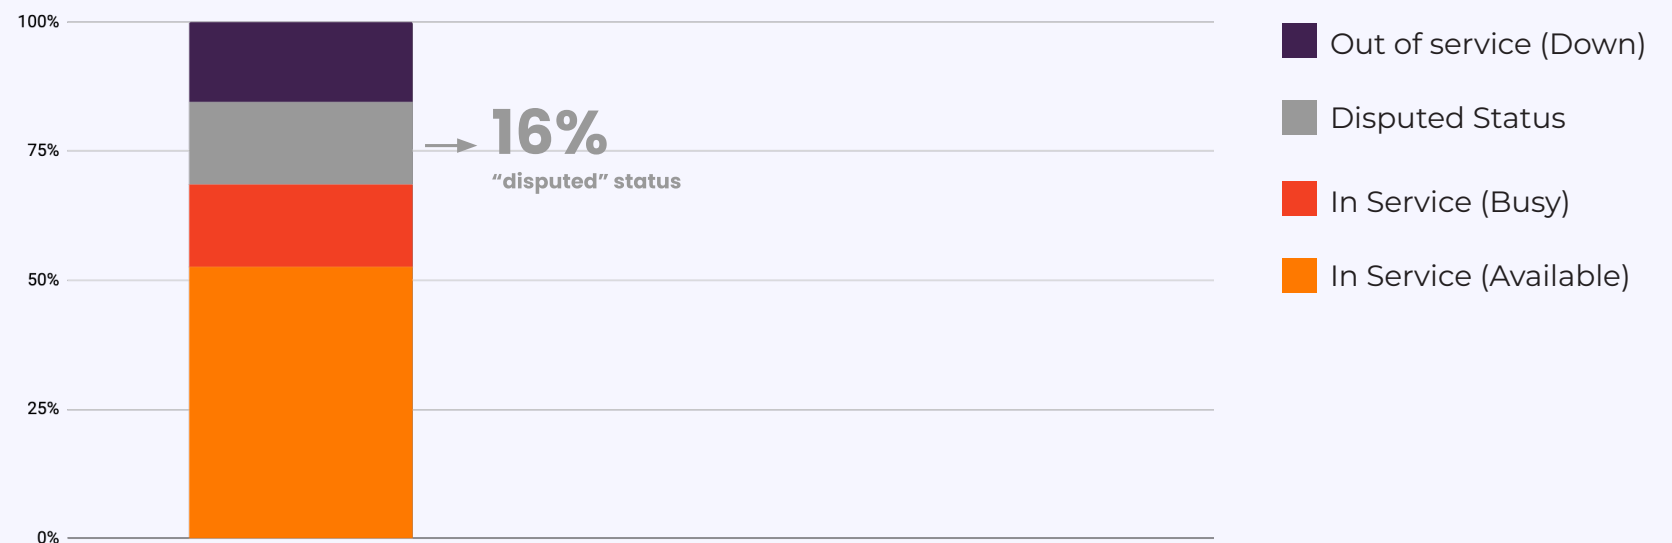 100%
75%
50%
25%
0%
16%
“disputed” status
Out of service (Down)
Disputed Status
In Service (Busy)
In Service (Available)